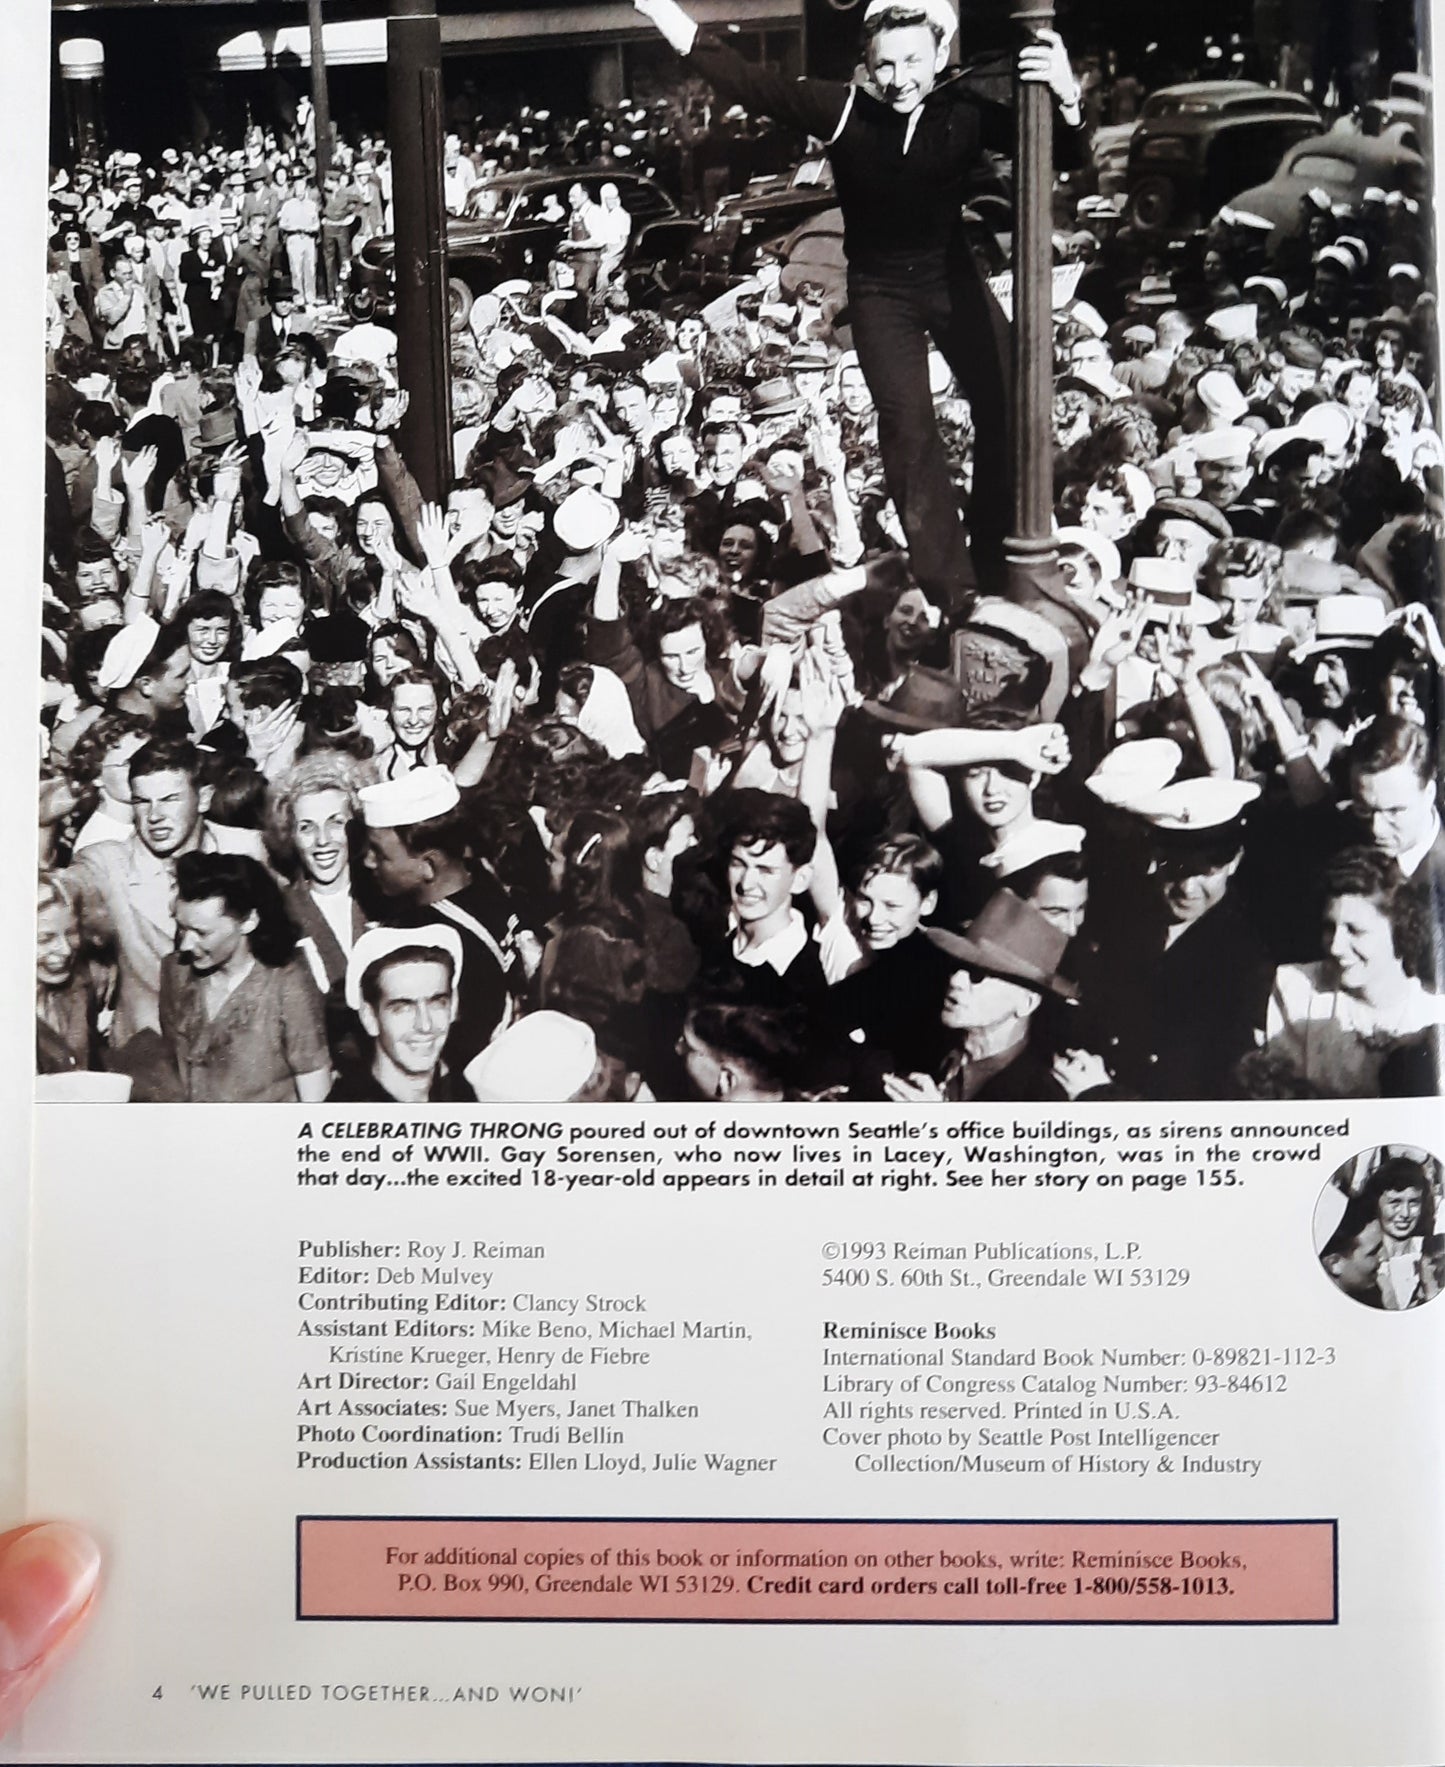 A CELEBRATING THRONG poured out of downtown Seattle's office buildings, as sirens announced
the end of WWII. Gay Sorensen, who now lives in Lacey, Washington, was in the crowd
that day...the excited 18-year-old appears in detail at right. See her story on page 155.
Publisher: Roy J. Reiman
Editor: Deb Mulvey
Contributing Editor: Clancy Strock
Assistant Editors: Mike Beno, Michael Martin,
Kristine Krueger, Henry de Fiebre
Art Director: Gail Engeldahl
Art Associates: Sue Myers, Janet Thalken
Photo Coordination: Trudi Bellin
Production Assistants: Ellen Lloyd, Julie Wagner
©1993 Reiman Publications, L.P.
5400 S. 60th St., Greendale WI 53129
Reminisce Books
International Standard Book Number: 0-89821-112-3
Library of Congress Catalog Number: 93-84612
All rights reserved. Printed in U.S.A.
Cover photo by Seattle Post Intelligencer
Collection/Museum of History & Industry
For additional copies of this book or information on other books, write: Reminisce Books,
P.O. Box 990, Greendale WI 53129. Credit card orders call toll-free 1-800/558-1013.
4 'WE PULLED TOGETHER...AND WON!'